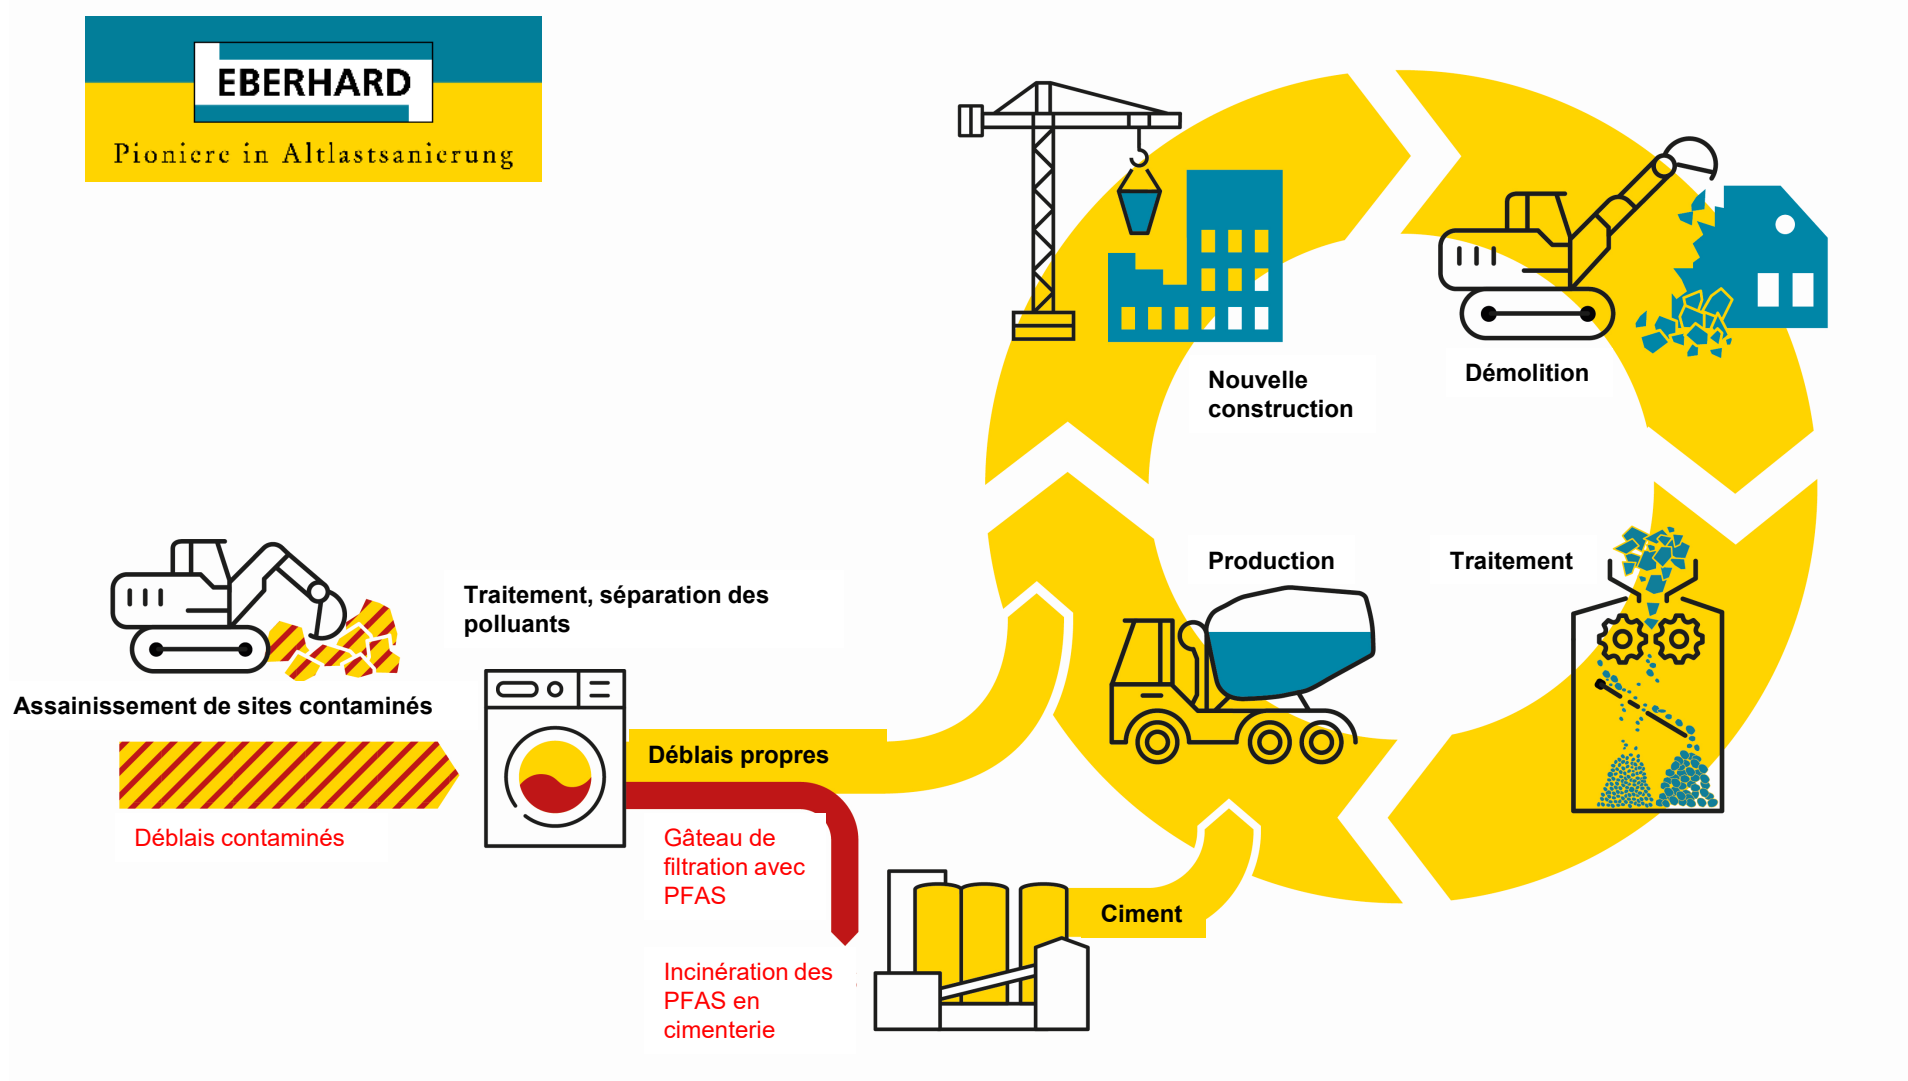 EBERHARD
Pioniere in Altlastsanierung
Nouvelle
construction
Démolition
Production
Traitement
Traitement, séparation des
polluants
Assainissement de sites contaminés
Déblais propres
Déblais contaminés
Gâteau de
filtration avec
PFAS
Ciment
Incinération des
PFAS en
cimenterie